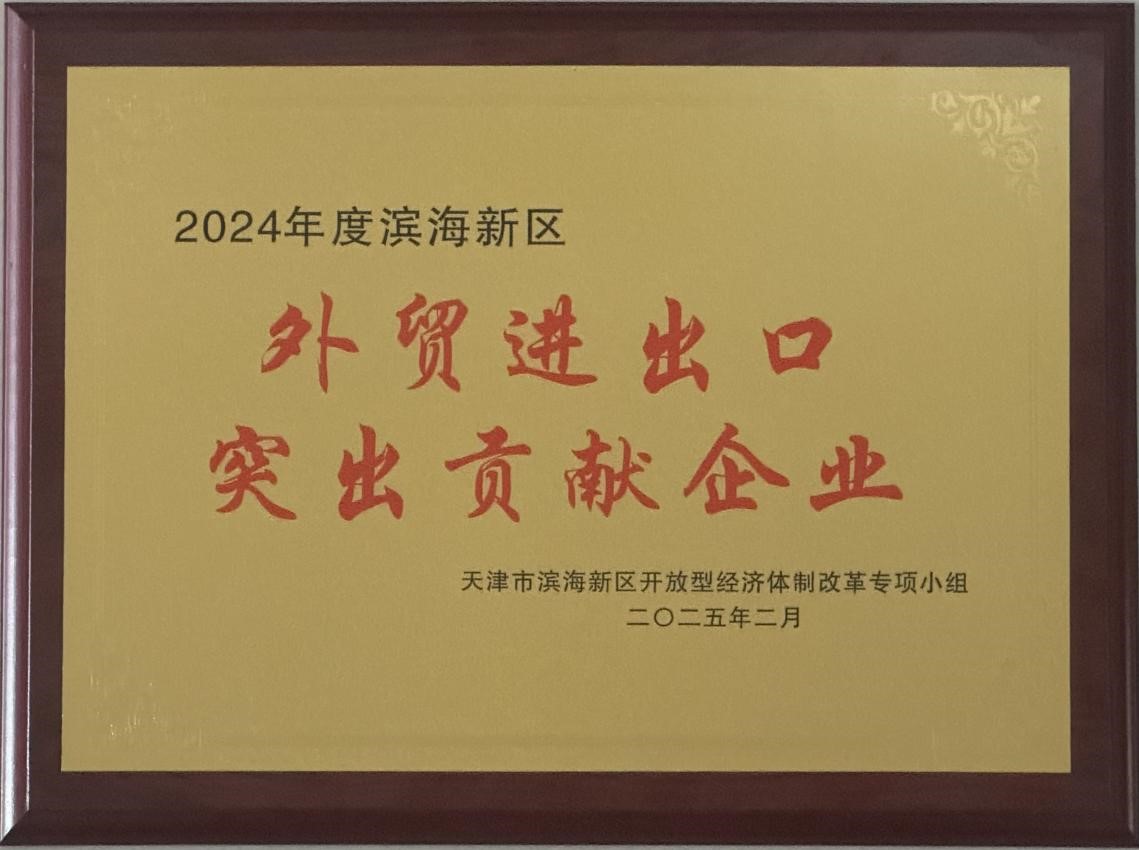 2024年度滨海新区
外贸进出口
突出贡献企业
天津市滨海新区开放型经济体制改革专项小组
二〇二五年二月